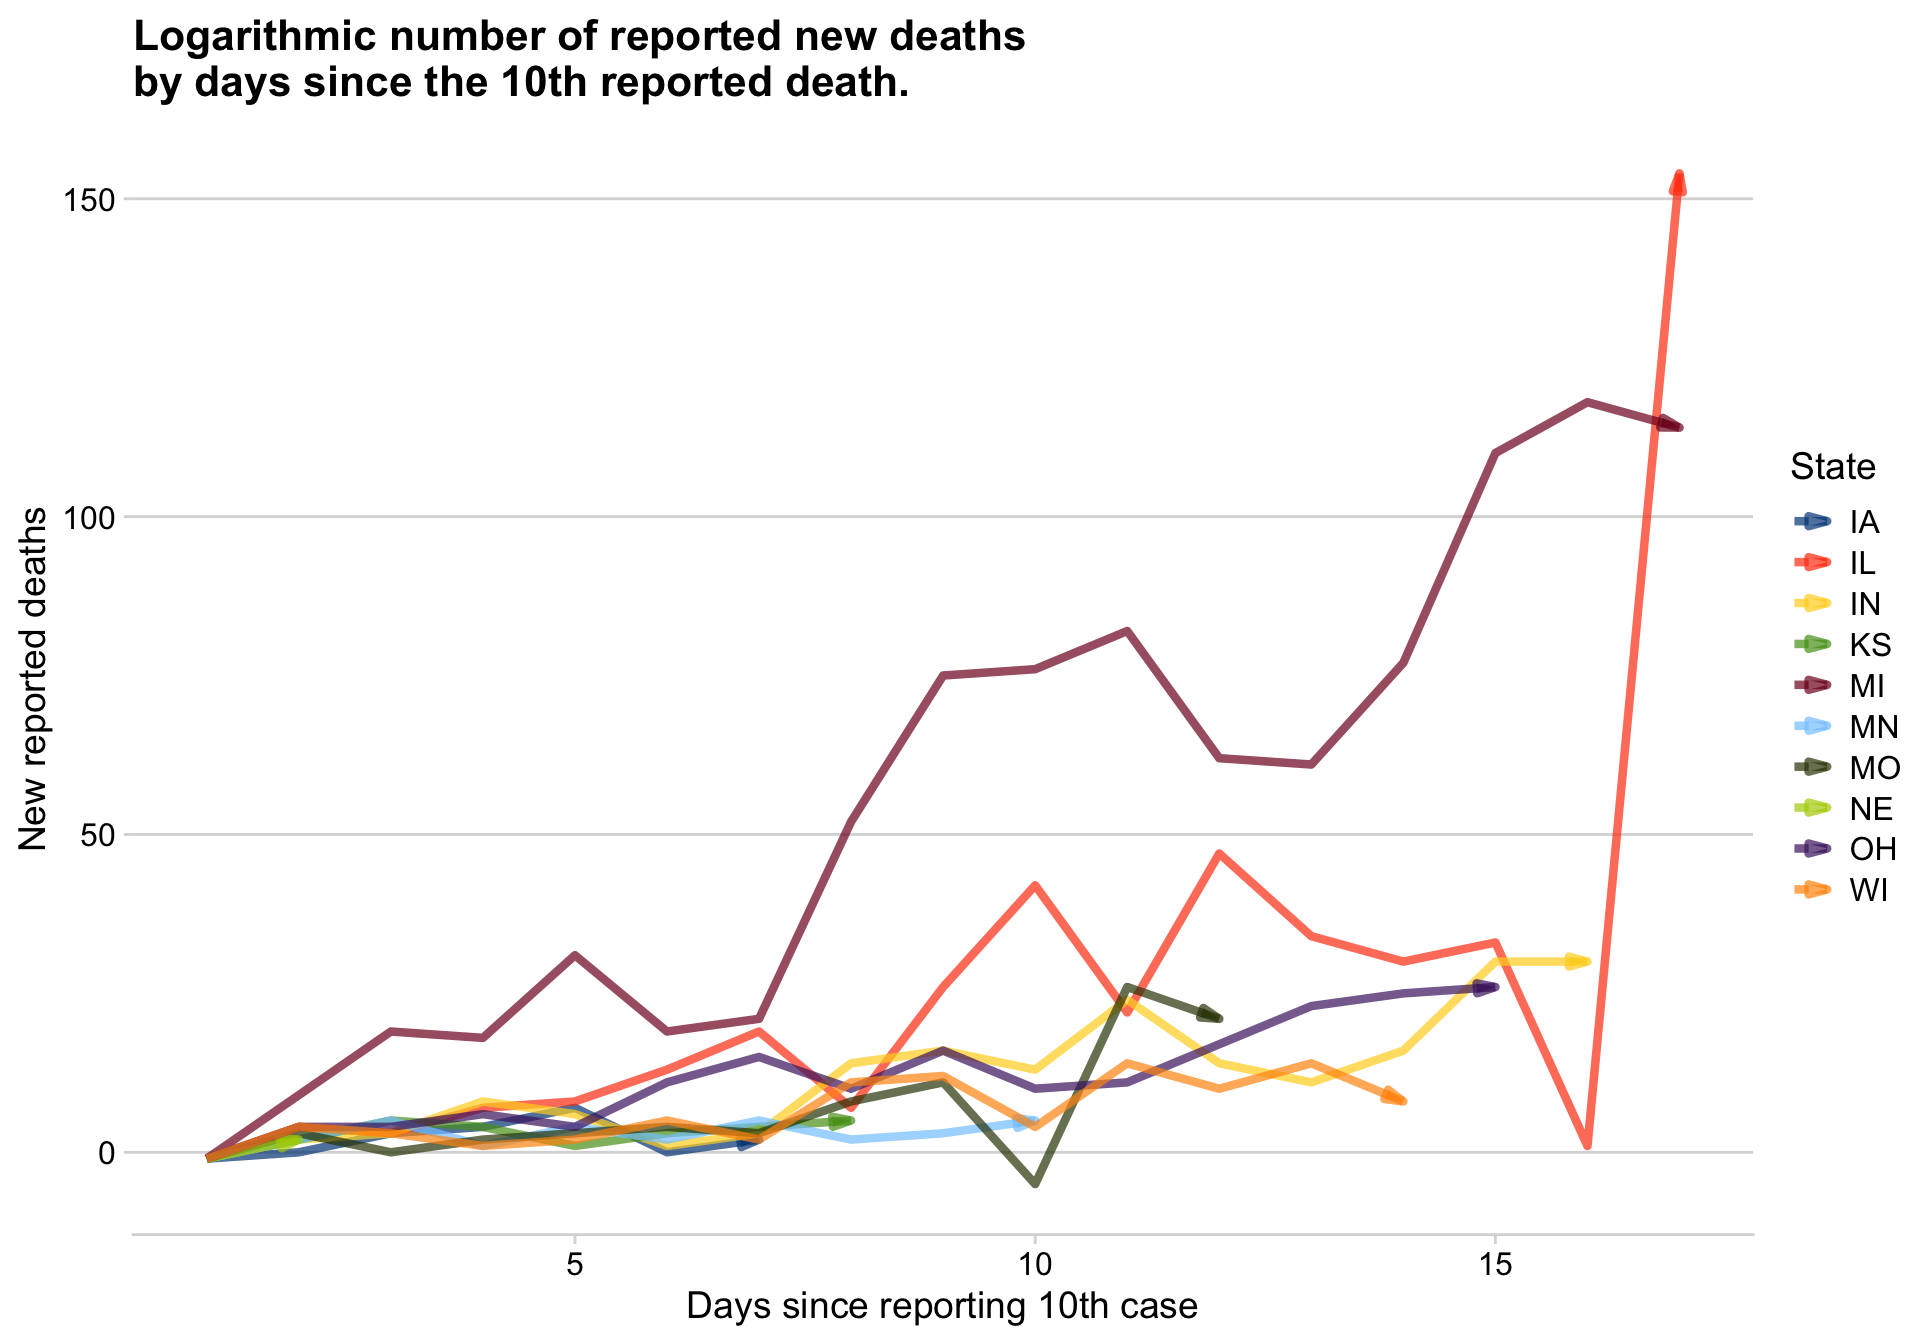 Logarithmic number of reported new deaths
by days since the 10th reported death.
150
100
50
0
New reported deaths
5
10
15
Days since reporting 10th case
State
IA
IL
IN
KS
MI
MN
MO
NE
OH
WI